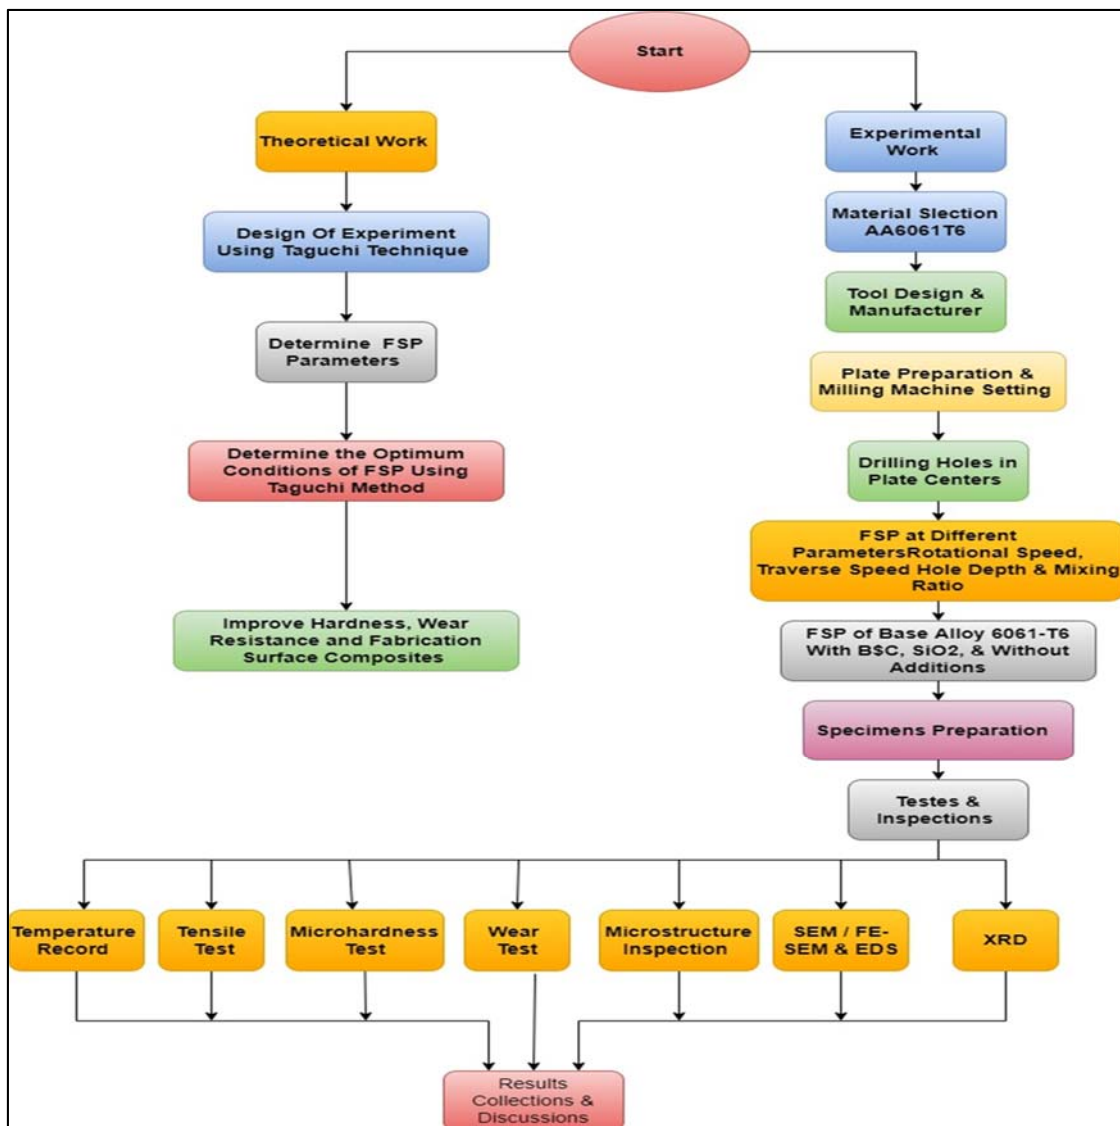 Start
Theoretical Work
Design Of Experiment
Using Taguchi Technique
Determine FSP
Parameters
Determine the Optimum
Conditions of FSP Using
Taguchi Method
Improve Hardness, Wear
Resistance and Fabrication
Surface Composites
Experimental
Work
Material Slection
AA6061T6
Tool Design &
Manufacturer
Plate Preparation &
Milling Machine Setting
Drilling Holes in
Plate Centers
FSP at Different
ParametersRotational Speed,
Traverse Speed Hole Depth & Mixing
Ratio
FSP of Base Alloy 6061-T6
With B$C, SiO2, & Without
Additions
Specimens Preparation
Testes &
Inspections
Temperature
Record
Tensile
Test
Microhardness
Test
Wear
Test
Microstructure
Inspection
SEM / FE-
SEM & EDS
XRD
Results
Collections &
Discussions